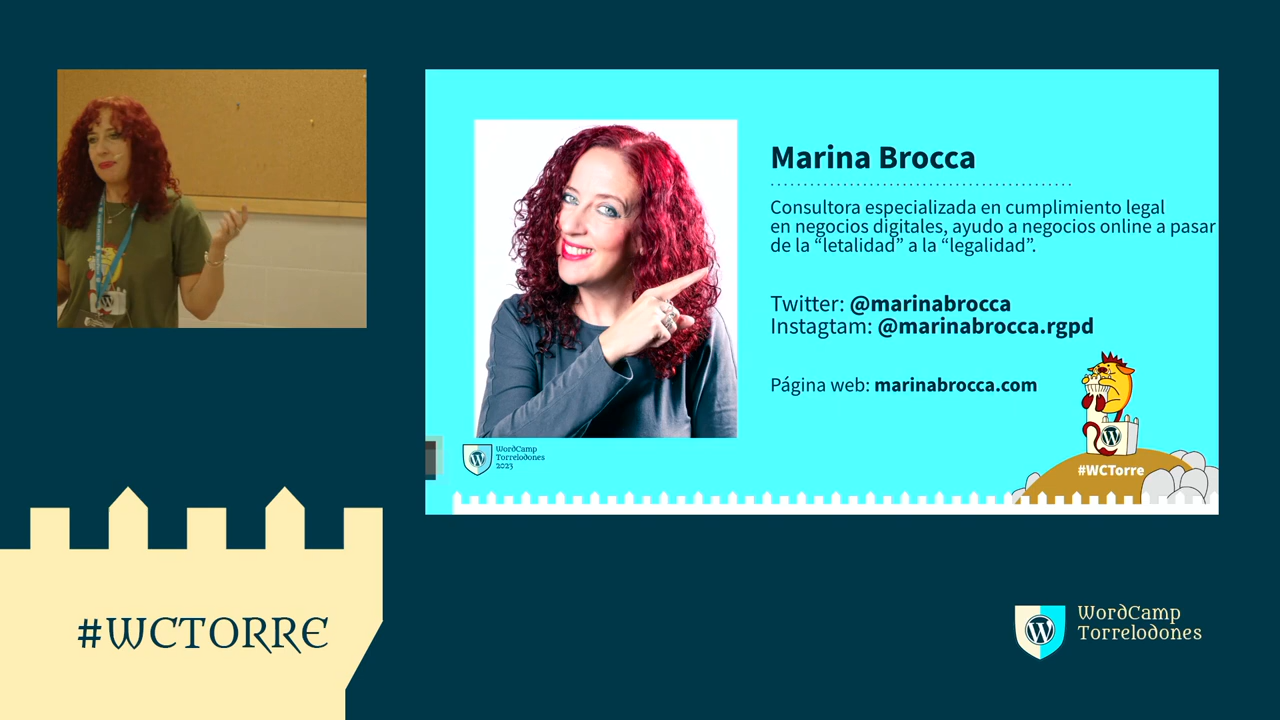 Marina Brocca
Consultora especializada en cumplimiento legal
en negocios digitales, ayudo a negocios online a pasar
de la “letalidad” a la “legalidad”.
Twitter: @marinabrocca
Instagtam: @marinabrocca.rgpd
Página web: marinabrocca.com
WordCamp
Torrelodones
2023
#WCTorre
#WCTORRE
WordCamp
Torrelodones